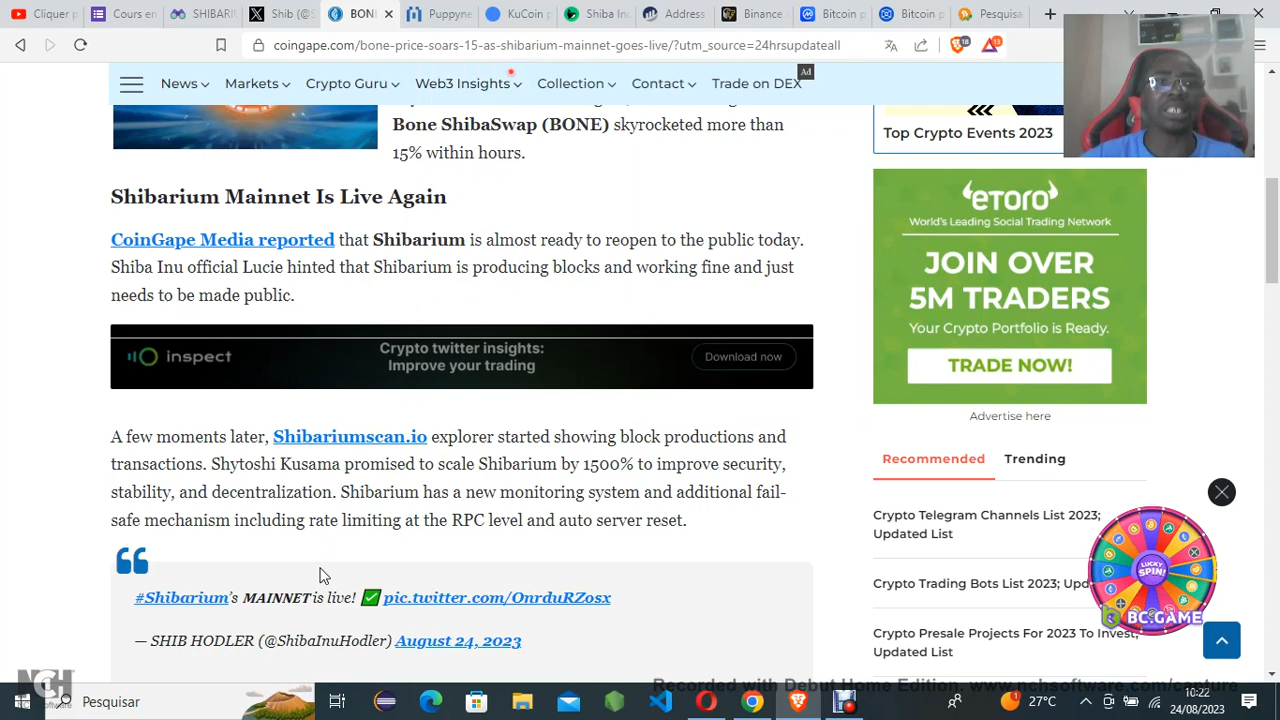 Cliquer p
Cours en
SHIBARIU
Shib (@S
BONE
Puppyne
KuCoin p
Shiba Inu
Address
Binance
Bitcoin p
Bitcoin p
Pesquisa
coingape.com/bone-price-soars-15-as-shibarium-mainnet-goes-live/?utm_source=24hrsupdateall
18
News
Markets
Crypto Guru
Web3 Insights
Collection
Contact
Trade on DEX
Ad
Bone ShibaSwap (BONE) skyrocketed more than
15% within hours.
Shibarium Mainnet Is Live Again
CoinGape Media reported that Shibarium is almost ready to reopen to the public today.
Shiba Inu official Lucie hinted that Shibarium is producing blocks and working fine and just
needs to be made public.
inspect
Crypto twitter insights:
Improve your trading
Download now
A few moments later, Shibariumscan.io explorer started showing block productions and
transactions. Shytoshi Kusama promised to scale Shibarium by 1500% to improve security,
stability, and decentralization. Shibarium has a new monitoring system and additional fail-
safe mechanism including rate limiting at the RPC level and auto server reset.
#Shibarium's MAINNET is live! ✅ pic.twitter.com/OnrduRZosx
— SHIB HODLER (@ShibaInuHodler) August 24, 2023
Top Crypto Events 2023
eToro
World's Leading Social Trading Network
JOIN OVER
5M TRADERS
Your Crypto Portfolio is Ready.
TRADE NOW!
Advertise here
Recommended
Trending
Crypto Telegram Channels List 2023;
Updated List
Crypto Trading Bots List 2023; Upd
Crypto Presale Projects For 2023 To Invest;
Updated List
LUCKY
SPIN!
BC.GAME
NCH
Software
Recorded with Debut Home Edition. www.nchsoftware.com/capture
Pesquisar
27°C
10:22
24/08/2023